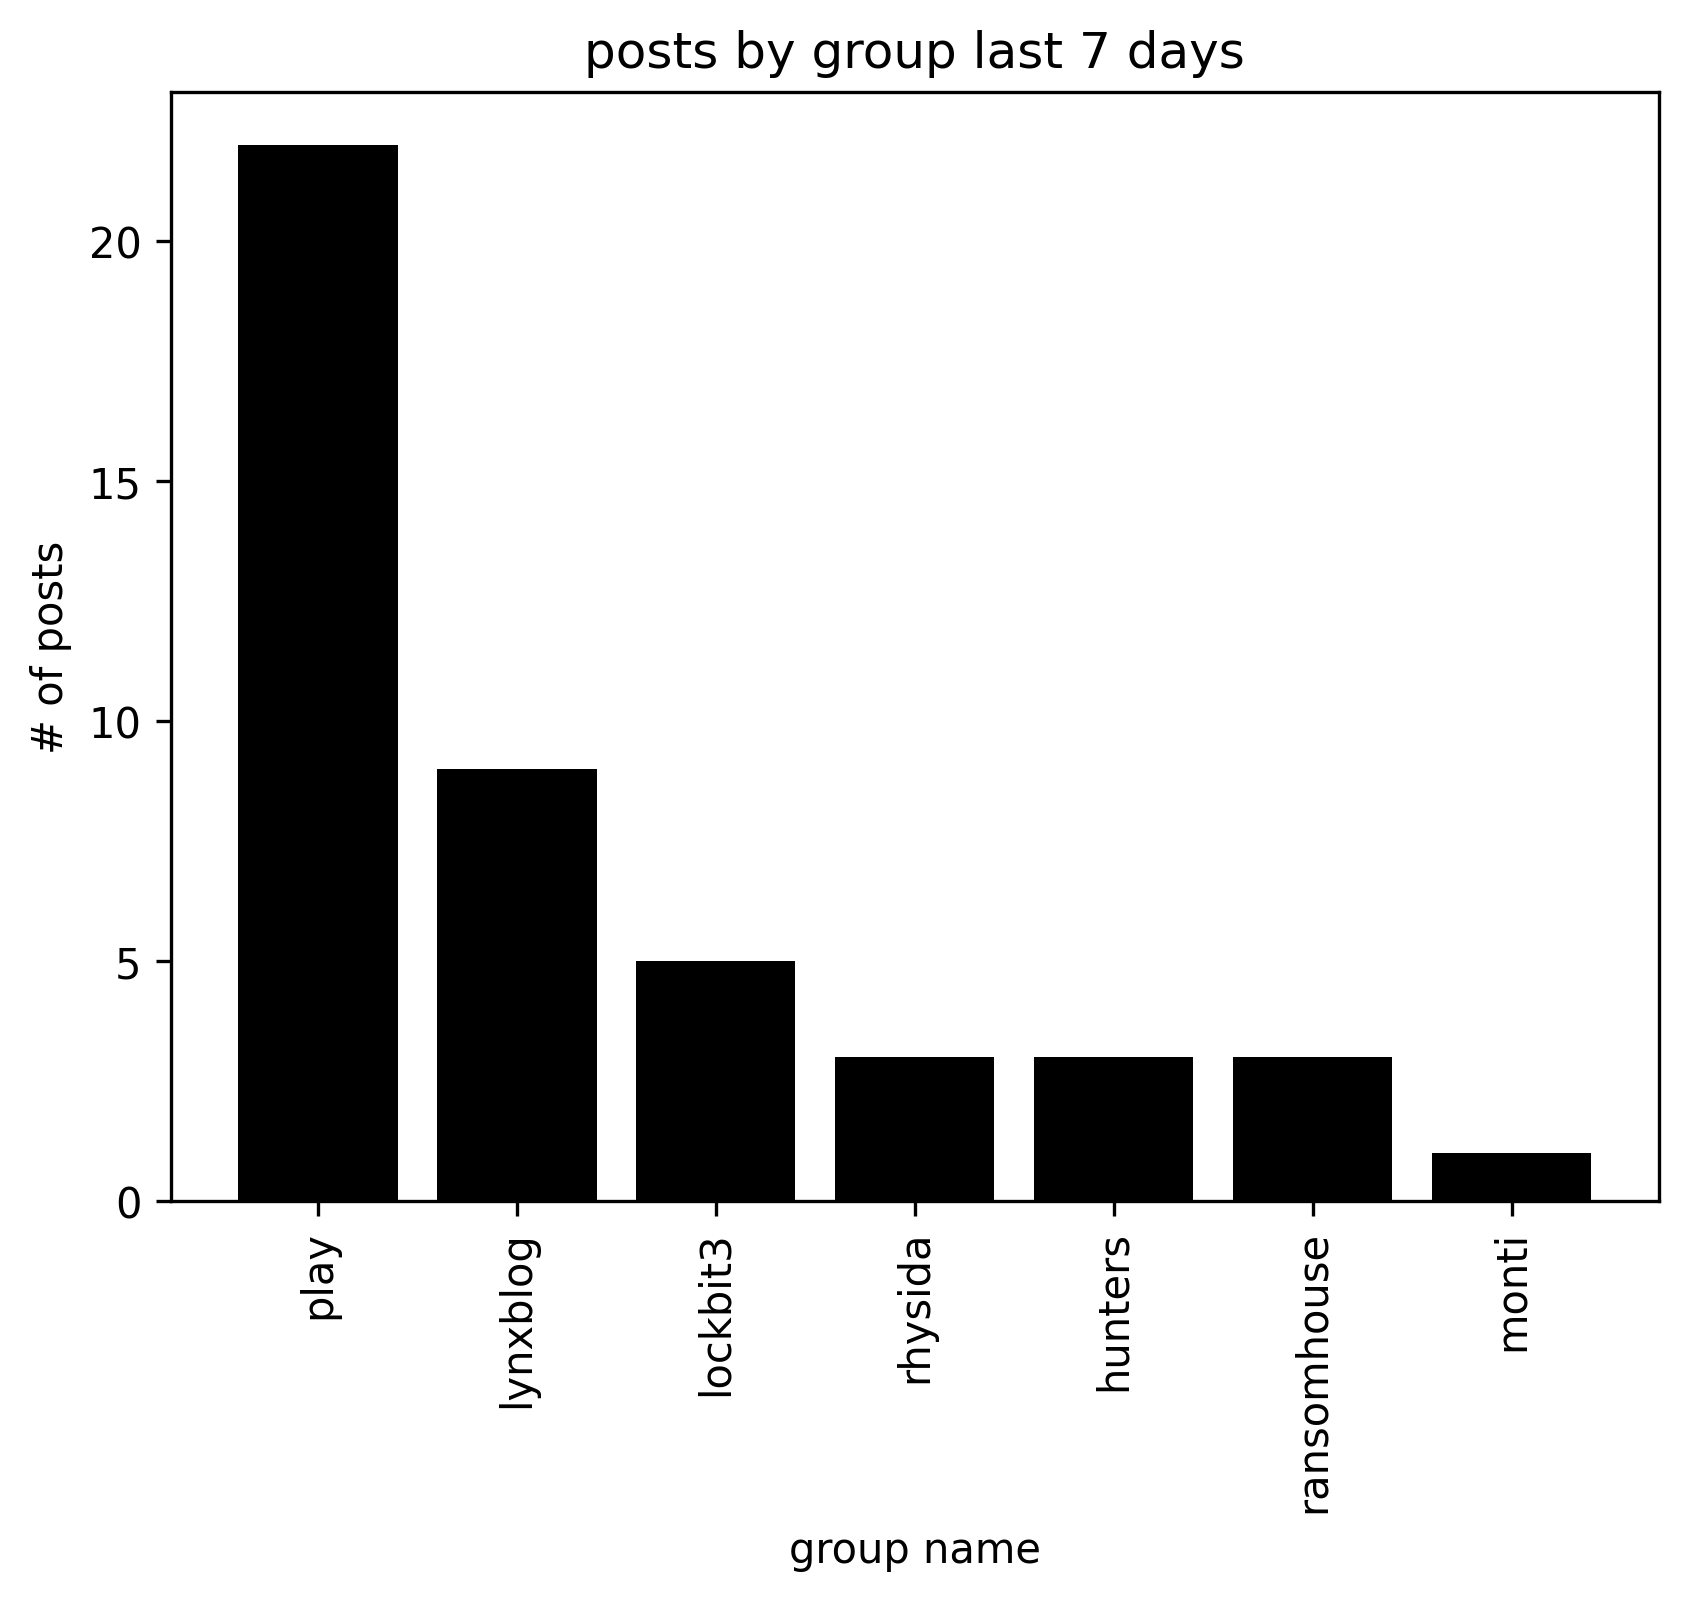 posts by group last 7 days
# of posts
20
15
10
5
0
play
lynxblog
lockbit3
rhysida
hunters
ransomhouse
monti
group name